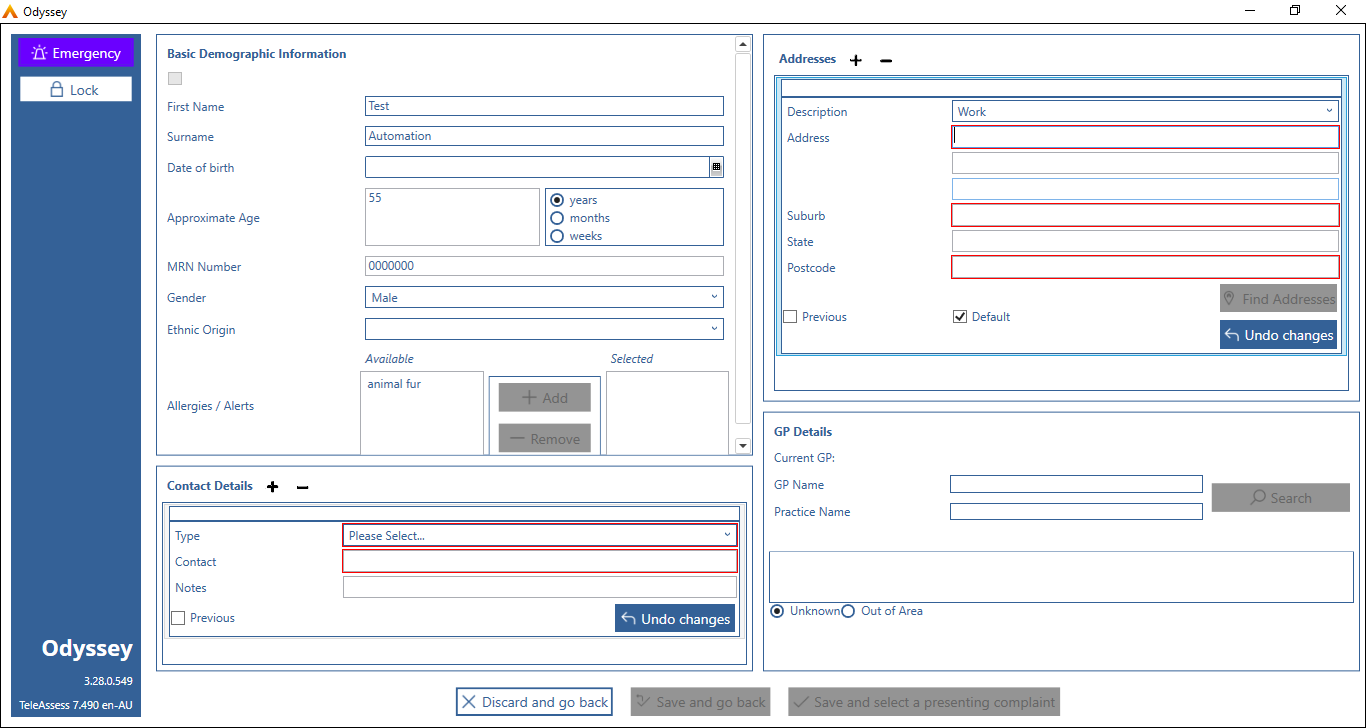 Odyssey
Emergency
Lock
Odyssey
3.28.0.549
TeleAssess 7.490 en-AU
Basic Demographic Information
First Name Test
Surname Automation
Date of birth
Approximate Age 55
years
months
weeks
MRN Number 0000000
Gender Male
Ethnic Origin
Available Selected
Allergies / Alerts
animal fur
Add
Remove
Contact Details
Type Please Select...
Contact
Notes
Previous Undo changes
Addresses
Description Work
Address
Suburb
State
Postcode
Find Addresses
Previous Default
Undo changes
GP Details
Current GP:
GP Name
Search
Practice Name
Unknown Out of Area
Discard and go back Save and go back Save and select a presenting complaint